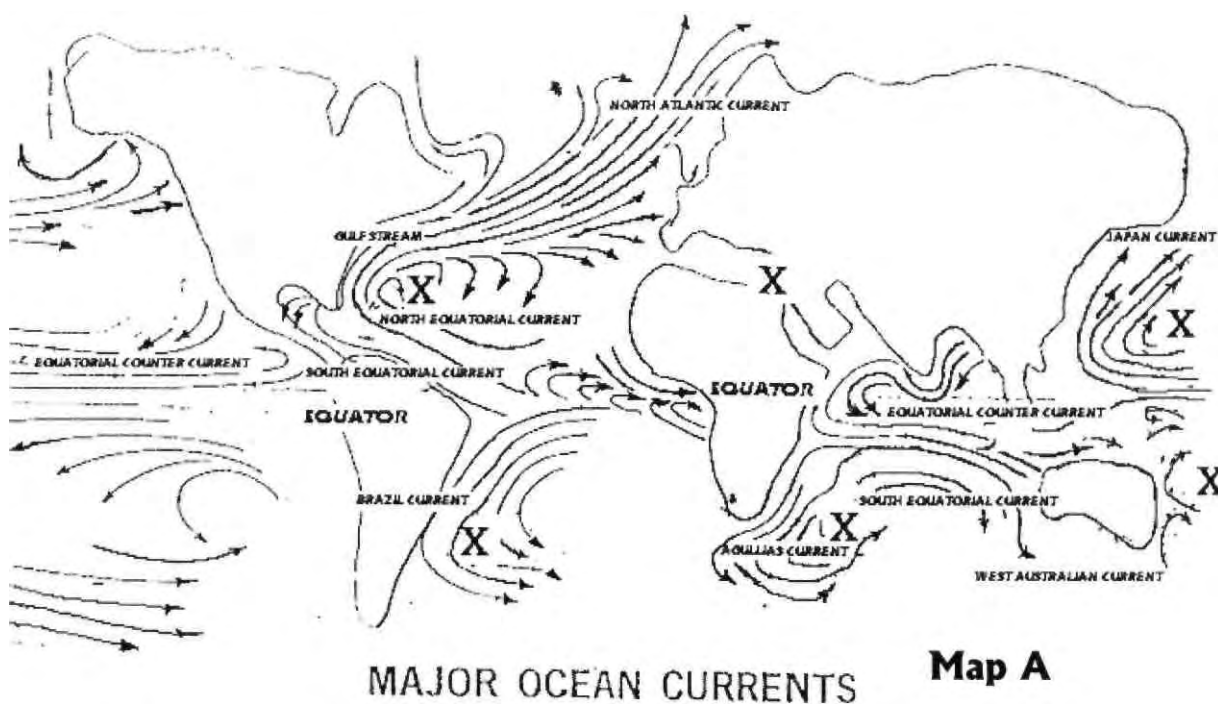 NORTH ATLANTIC CURRENT
GULF STREAM
JAPAN CURRENT
X
X
X
NORTH EQUATORIAL CURRENT
EQUATORIAL COUNTER CURRENT
SOUTH EQUATORIAL CURRENT
EQUATOR
EQUATOR
EQUATORIAL COUNTER CURRENT
BRAZIL CURRENT
SOUTH EQUATORIAL CURRENT
X
X
X
AGULLIAS CURRENT
WEST AUSTRALIAN CURRENT
MAJOR OCEAN CURRENTS
Map A